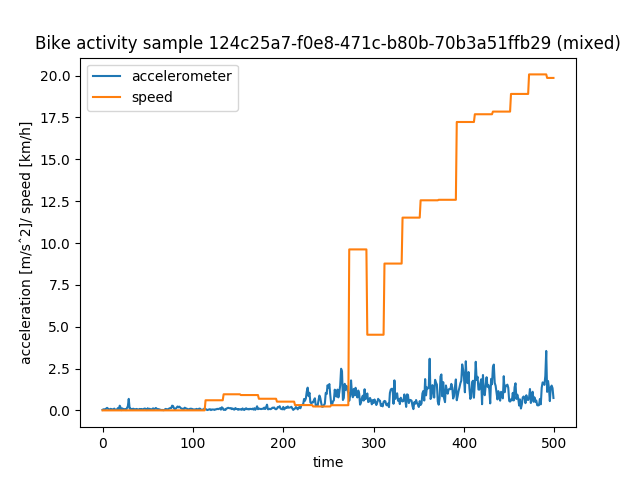 Bike activity sample 124c25a7-f0e8-471c-b80b-70b3a51ffb29 (mixed)
accelerometer
speed
acceleration [m/sˆ2]/ speed [km/h]
20.0
17.5
15.0
12.5
10.0
7.5
5.0
2.5
0.0
0 100 200 300 400 500
time